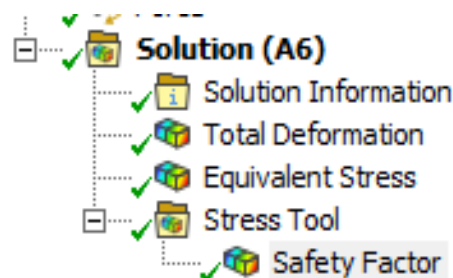 Solution (A6)
Solution Information
Total Deformation
Equivalent Stress
Stress Tool
Safety Factor